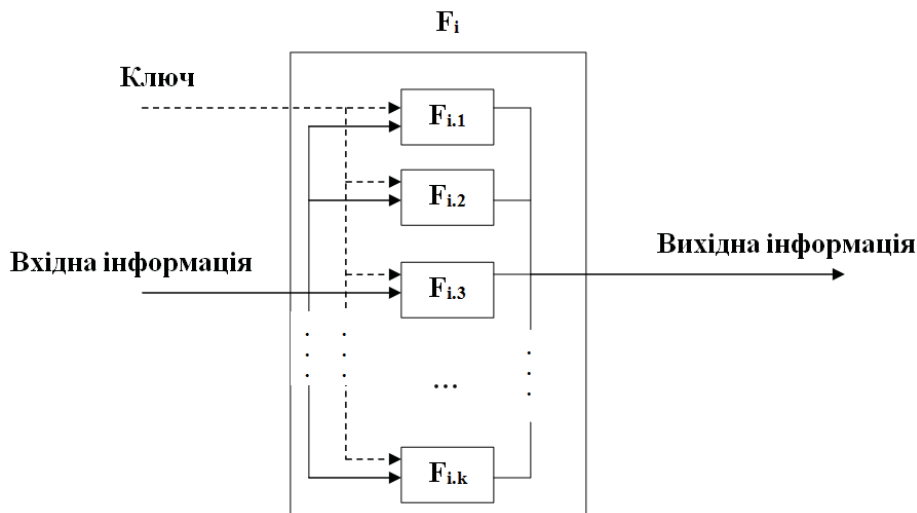 Fi
Ключ
Fi.1
Fi.2
Вихідна інформація
Вхідна інформація
Fi.3
...
Fi.k